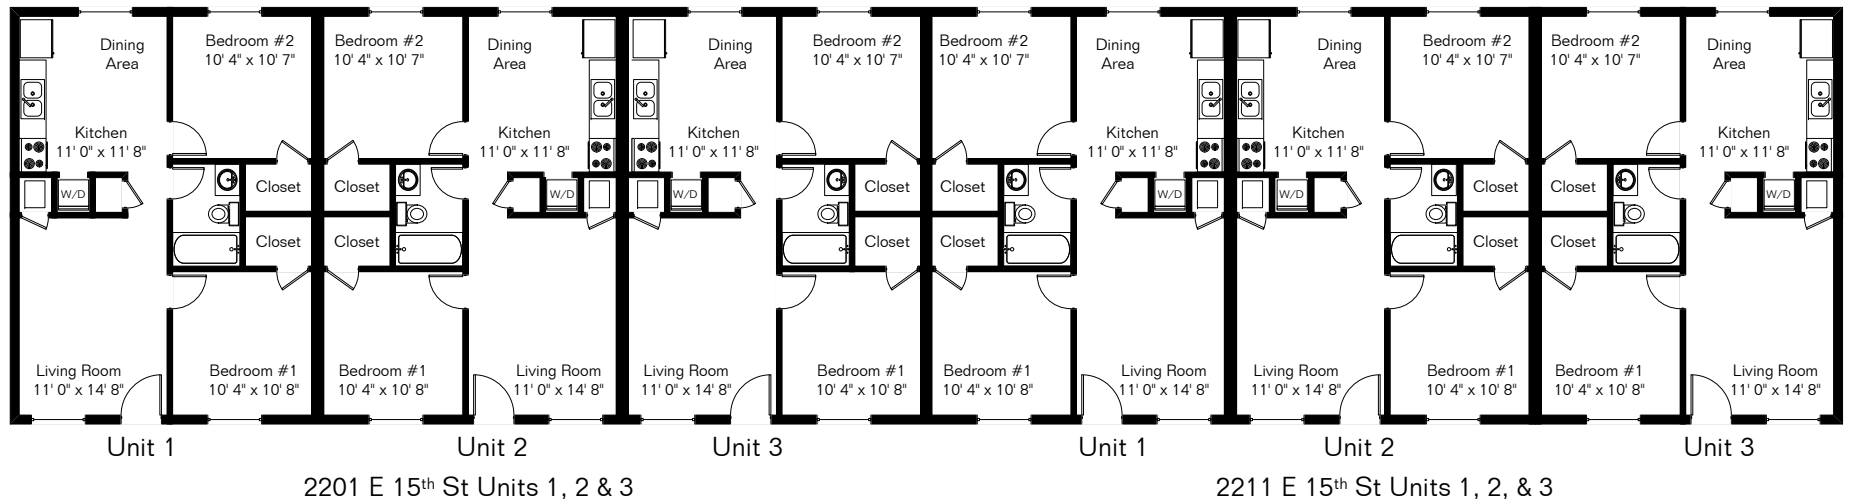 Dining
Area
Bedroom #2
10' 4" x 10' 7"
Bedroom #2
10' 4" x 10' 7"
Dining
Area
Dining
Area
Bedroom #2
10' 4" x 10' 7"
Bedroom #2
10' 4" x 10' 7"
Dining
Area
Dining
Area
Bedroom #2
10' 4" x 10' 7"
Bedroom #2
10' 4" x 10' 7"
Dining
Area
Kitchen
11' 0" x 11' 8"
Kitchen
11' 0" x 11' 8"
Kitchen
11' 0" x 11' 8"
Kitchen
11' 0" x 11' 8"
Kitchen
11' 0" x 11' 8"
Kitchen
11' 0" x 11' 8"
W/D
Closet
Closet
W/D
W/D
Closet
Closet
W/D
W/D
Closet
Closet
W/D
Closet
Closet
Closet
Closet
Closet
Closet
Living Room
11' 0" x 14' 8"
Bedroom #1
10' 4" x 10' 8"
Bedroom #1
10' 4" x 10' 8"
Living Room
11' 0" x 14' 8"
Living Room
11' 0" x 14' 8"
Bedroom #1
10' 4" x 10' 8"
Bedroom #1
10' 4" x 10' 8"
Living Room
11' 0" x 14' 8"
Living Room
11' 0" x 14' 8"
Bedroom #1
10' 4" x 10' 8"
Bedroom #1
10' 4" x 10' 8"
Living Room
11' 0" x 14' 8"
Unit 1
Unit 2
Unit 3
Unit 1
Unit 2
Unit 3
2201 E 15th St Units 1, 2 & 3
2211 E 15th St Units 1, 2, & 3